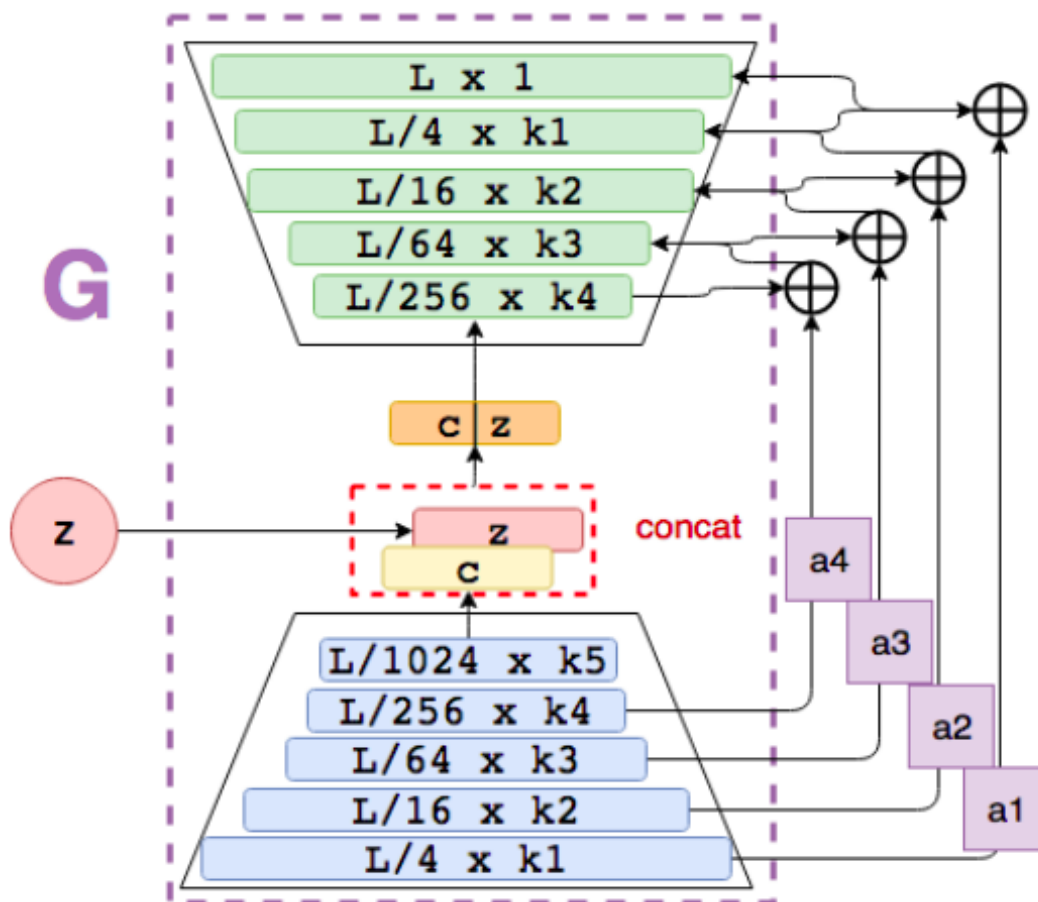 L x 1
L/4 x k1
L/16 x k2
L/64 x k3
L/256 x k4
G
c z
z
z
concat
c
a4
a3
a2
a1
L/1024 x k5
L/256 x k4
L/64 x k3
L/16 x k2
L/4 x k1